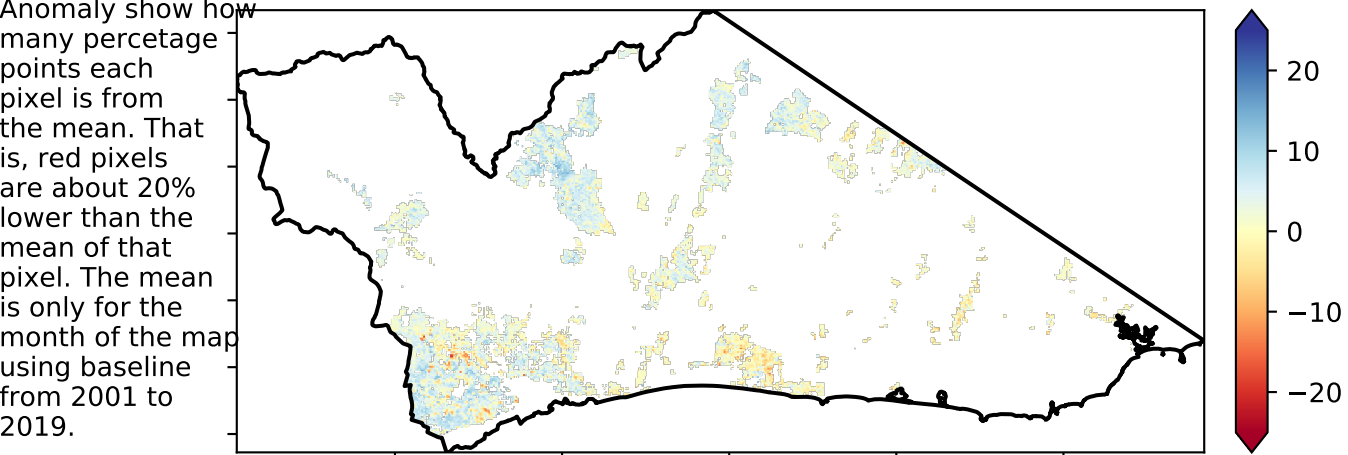 Anomaly show how
many percetage
points each
pixel is from
the mean. That
is, red pixels
are about 20%
lower than the
mean of that
pixel. The mean
is only for the
month of the map
using baseline
from 2001 to
2019.
20
10
0
−10
−20